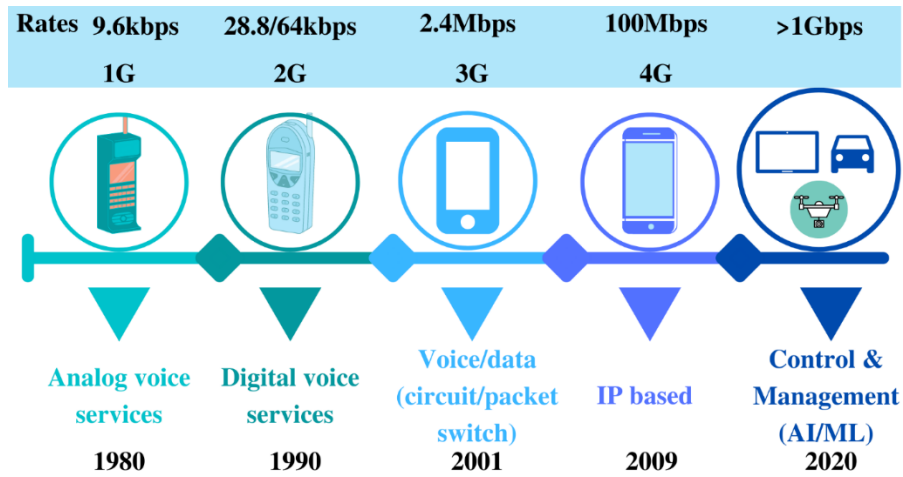 Rates 9.6kbps 28.8/64kbps 2.4Mbps 100Mbps >1Gbps
1G 2G 3G 4G
Analog voice
services
Digital voice
services
Voice/data
(circuit/packet
switch)
IP based
Control &
Management
(AI/ML)
1980 1990 2001 2009 2020